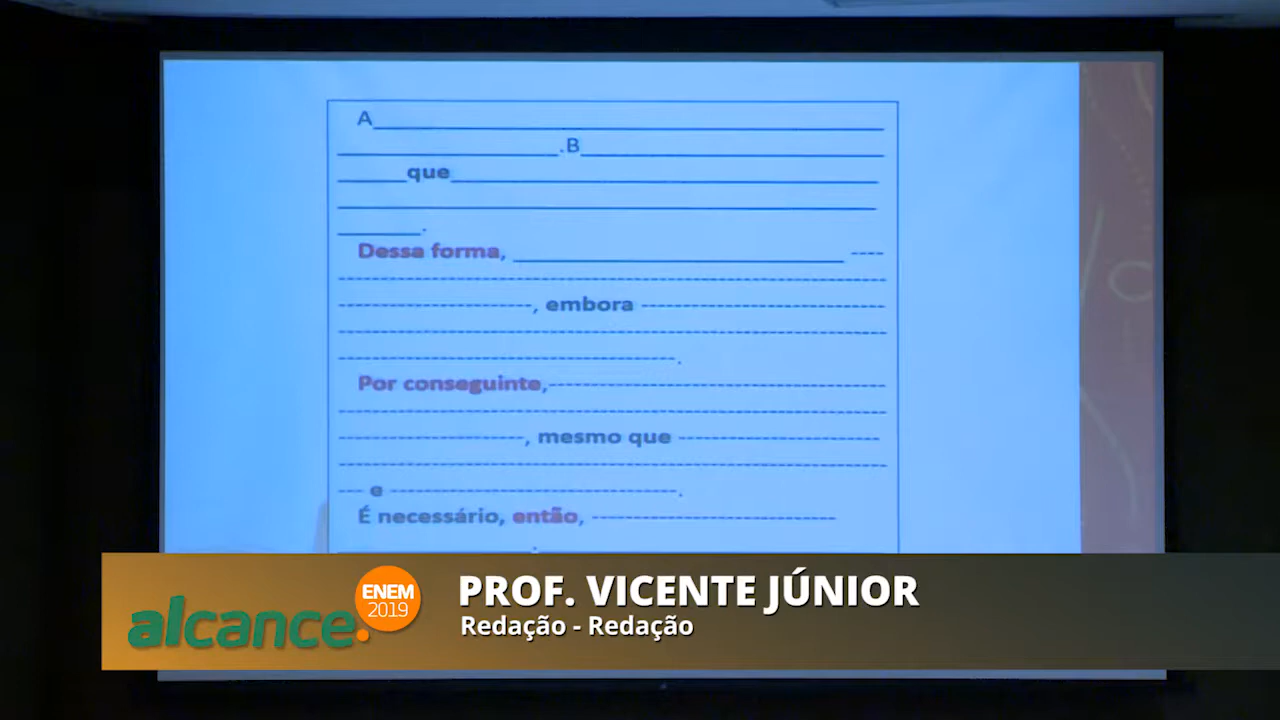 A
.B
que
.
Dessa forma,
, embora
.
Por conseguinte,
, mesmo que
e .
É necessário, então,
.
alcance.
ENEM
2019
PROF. VICENTE JÚNIOR
Redação - Redação